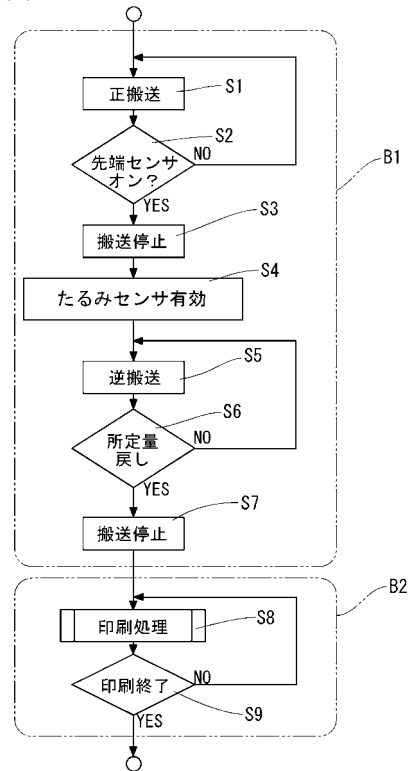 正搬送
S1
先端センサ
オン？
S2
NO
YES
B1
搬送停止
S3
たるみセンサ有効
S4
逆搬送
S5
所定量
戻し
S6
NO
YES
搬送停止
S7
B2
印刷処理
S8
印刷終了
NO
S9
YES